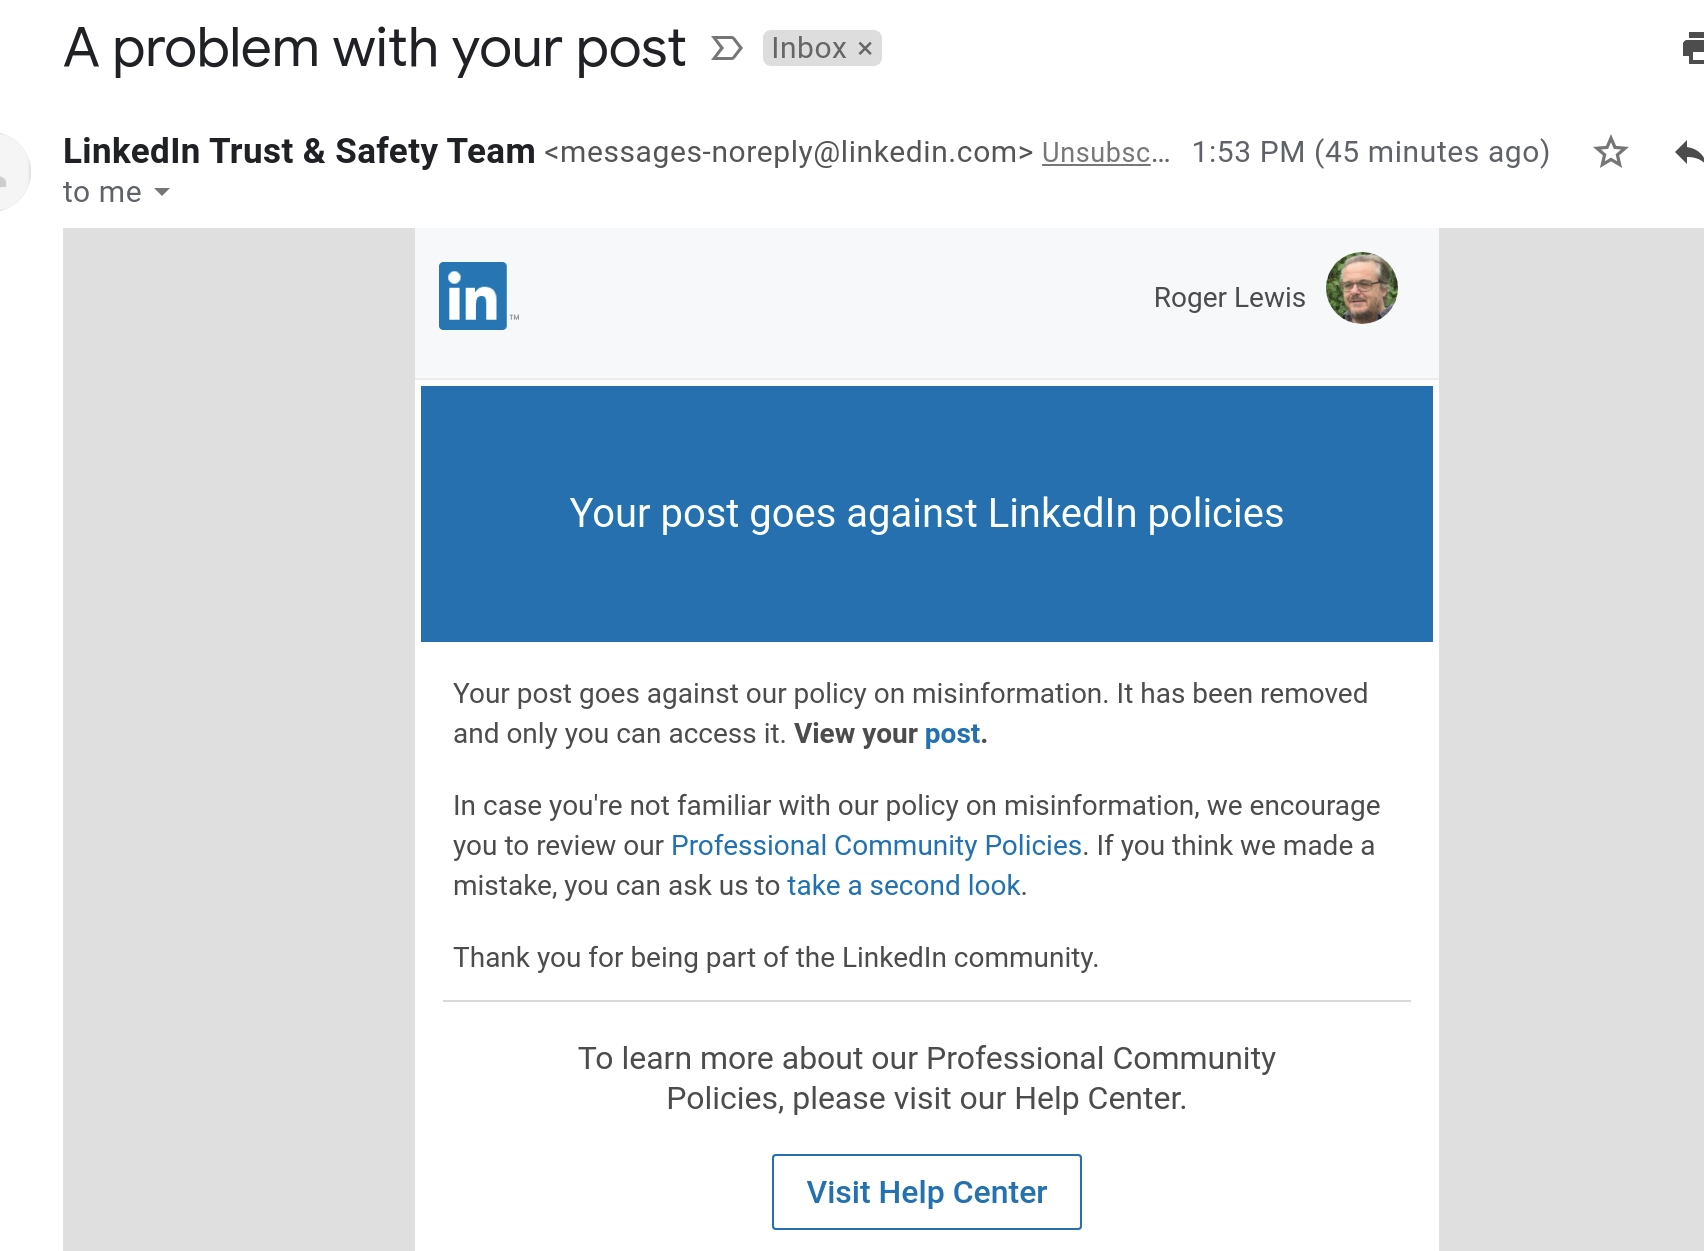 A problem with your post
Inbox ×
LinkedIn Trust & Safety Team <messages-noreply@linkedin.com> Unsubsc... 1:53 PM (45 minutes ago)
to me
in TM
Roger Lewis
Your post goes against LinkedIn policies
Your post goes against our policy on misinformation. It has been removed
and only you can access it. View your post.
In case you're not familiar with our policy on misinformation, we encourage
you to review our Professional Community Policies. If you think we made a
mistake, you can ask us to take a second look.
Thank you for being part of the LinkedIn community.
To learn more about our Professional Community
Policies, please visit our Help Center.
Visit Help Center